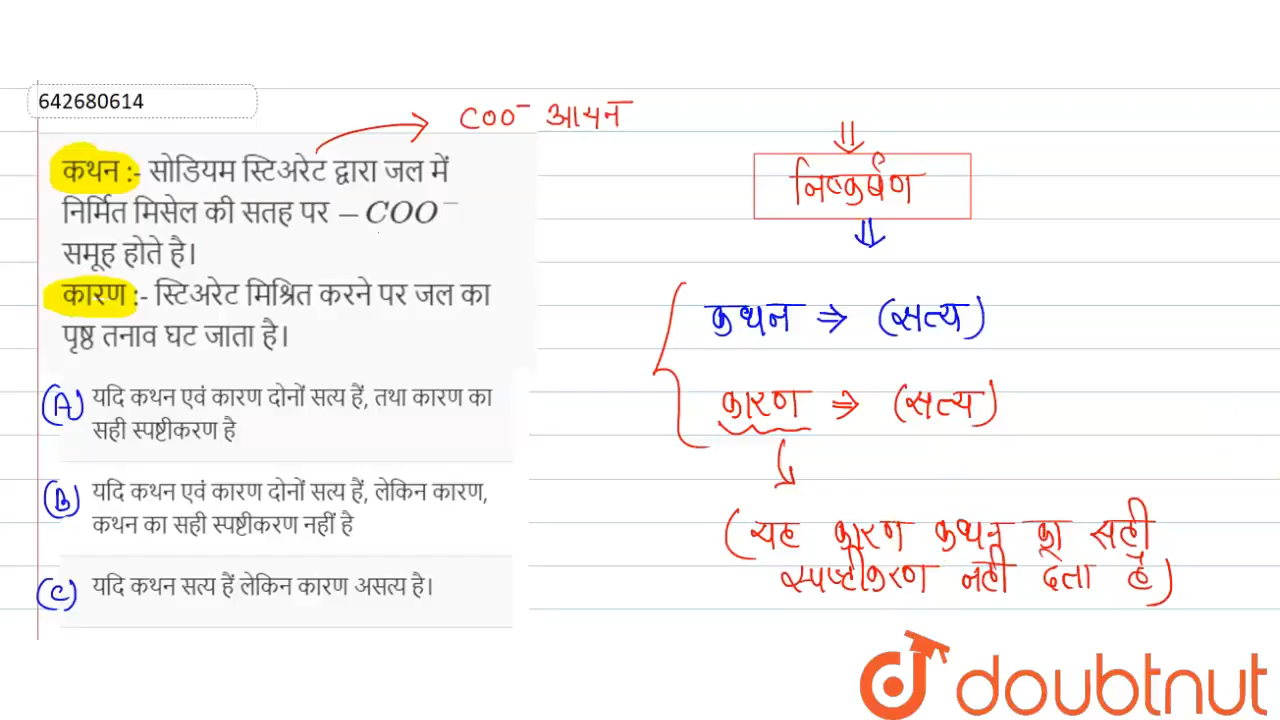 642680614
COO⁻ आयन
कथन :- सोडियम स्टिअरेट द्वारा जल में
निर्मित मिसेल की सतह पर −COO⁻
समूह होते है।
कारण :- स्टिअरेट मिश्रित करने पर जल का
पृष्ठ तनाव घट जाता है।
(A) यदि कथन एवं कारण दोनों सत्य हैं, तथा कारण का
सही स्पष्टीकरण है
(B) यदि कथन एवं कारण दोनों सत्य हैं, लेकिन कारण,
कथन का सही स्पष्टीकरण नहीं है
(C) यदि कथन सत्य हैं लेकिन कारण असत्य है।
⇓
निष्कर्षण
⇓
कथन ⇒ (सत्य)
कारण ⇒ (सत्य)
(यह कारण कथन का सही
स्पष्टीकरण नही देता है)
doubtnut